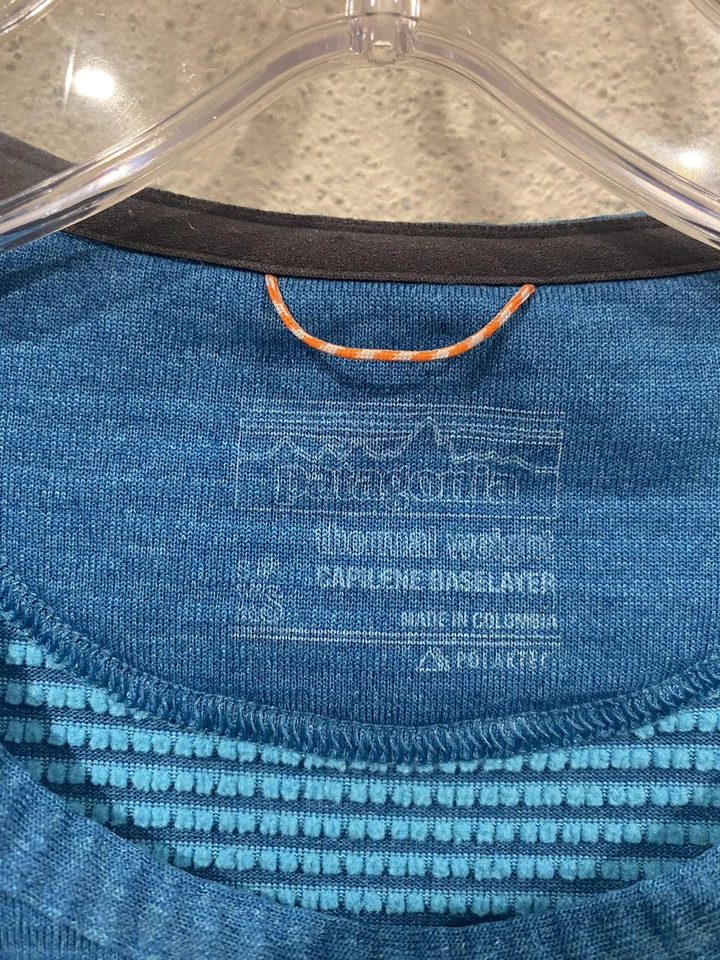 patagonia
thermal weight
CAPILENE BASELAYER
S
MADE IN COLOMBIA
POLARTEC